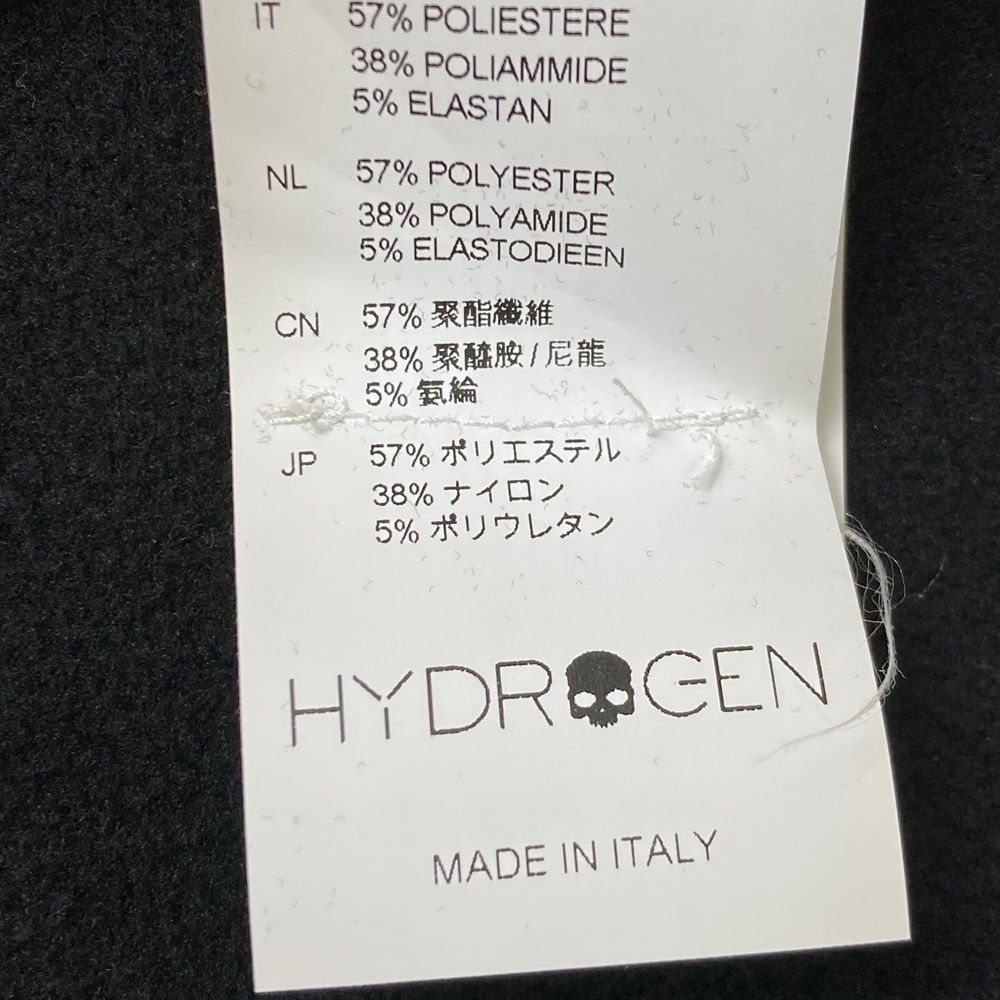 IT 57% POLIESTERE
38% POLIAMMIDE
5% ELASTAN
NL 57% POLYESTER
38% POLYAMIDE
5% ELASTODIEEN
CN 57% 聚酯纖維
38% 聚醯胺/尼龍
5% 氨綸
JP 57% ポリエステル
38% ナイロン
5% ポリウレタン
HYDROGEN
MADE IN ITALY